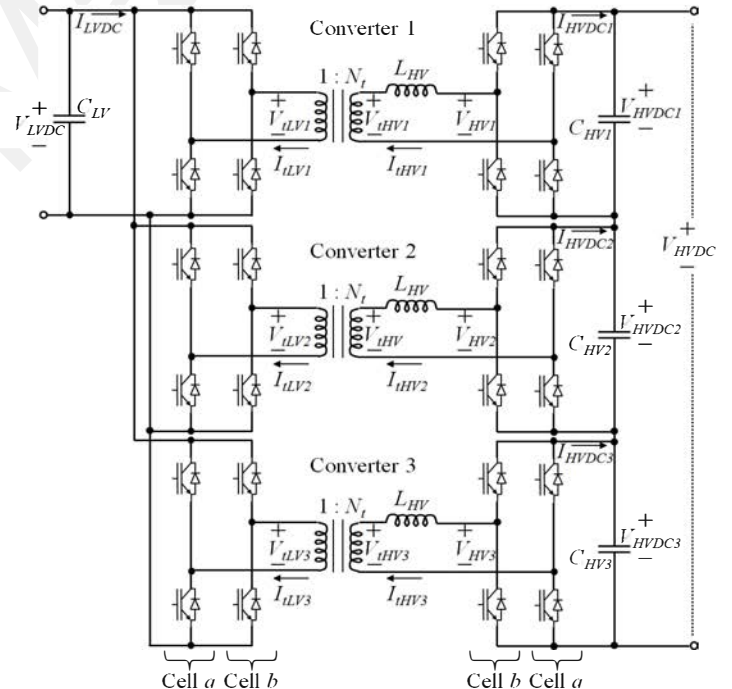 I_LVDC
Converter 1
I_HVDC1
1 : N_t
L_HV
V_LVDC
+
−
C_LV
+
V_tLV1
−
+
V_tHV1
−
+
V_HV1
−
C_HV1
+
V_HVDC1
−
I_tLV1
I_tHV1
Converter 2
I_HVDC2
+
V_HVDC
−
1 : N_t
L_HV
+
V_tLV2
−
+
V_tHV
−
+
V_HV2
−
C_HV2
+
V_HVDC2
−
I_tLV2
I_tHV2
Converter 3
I_HVDC3
1 : N_t
L_HV
+
V_tLV3
−
+
V_tHV3
−
+
V_HV3
−
C_HV3
+
V_HVDC3
−
I_tLV3
I_tHV3
Cell a Cell b
Cell b Cell a